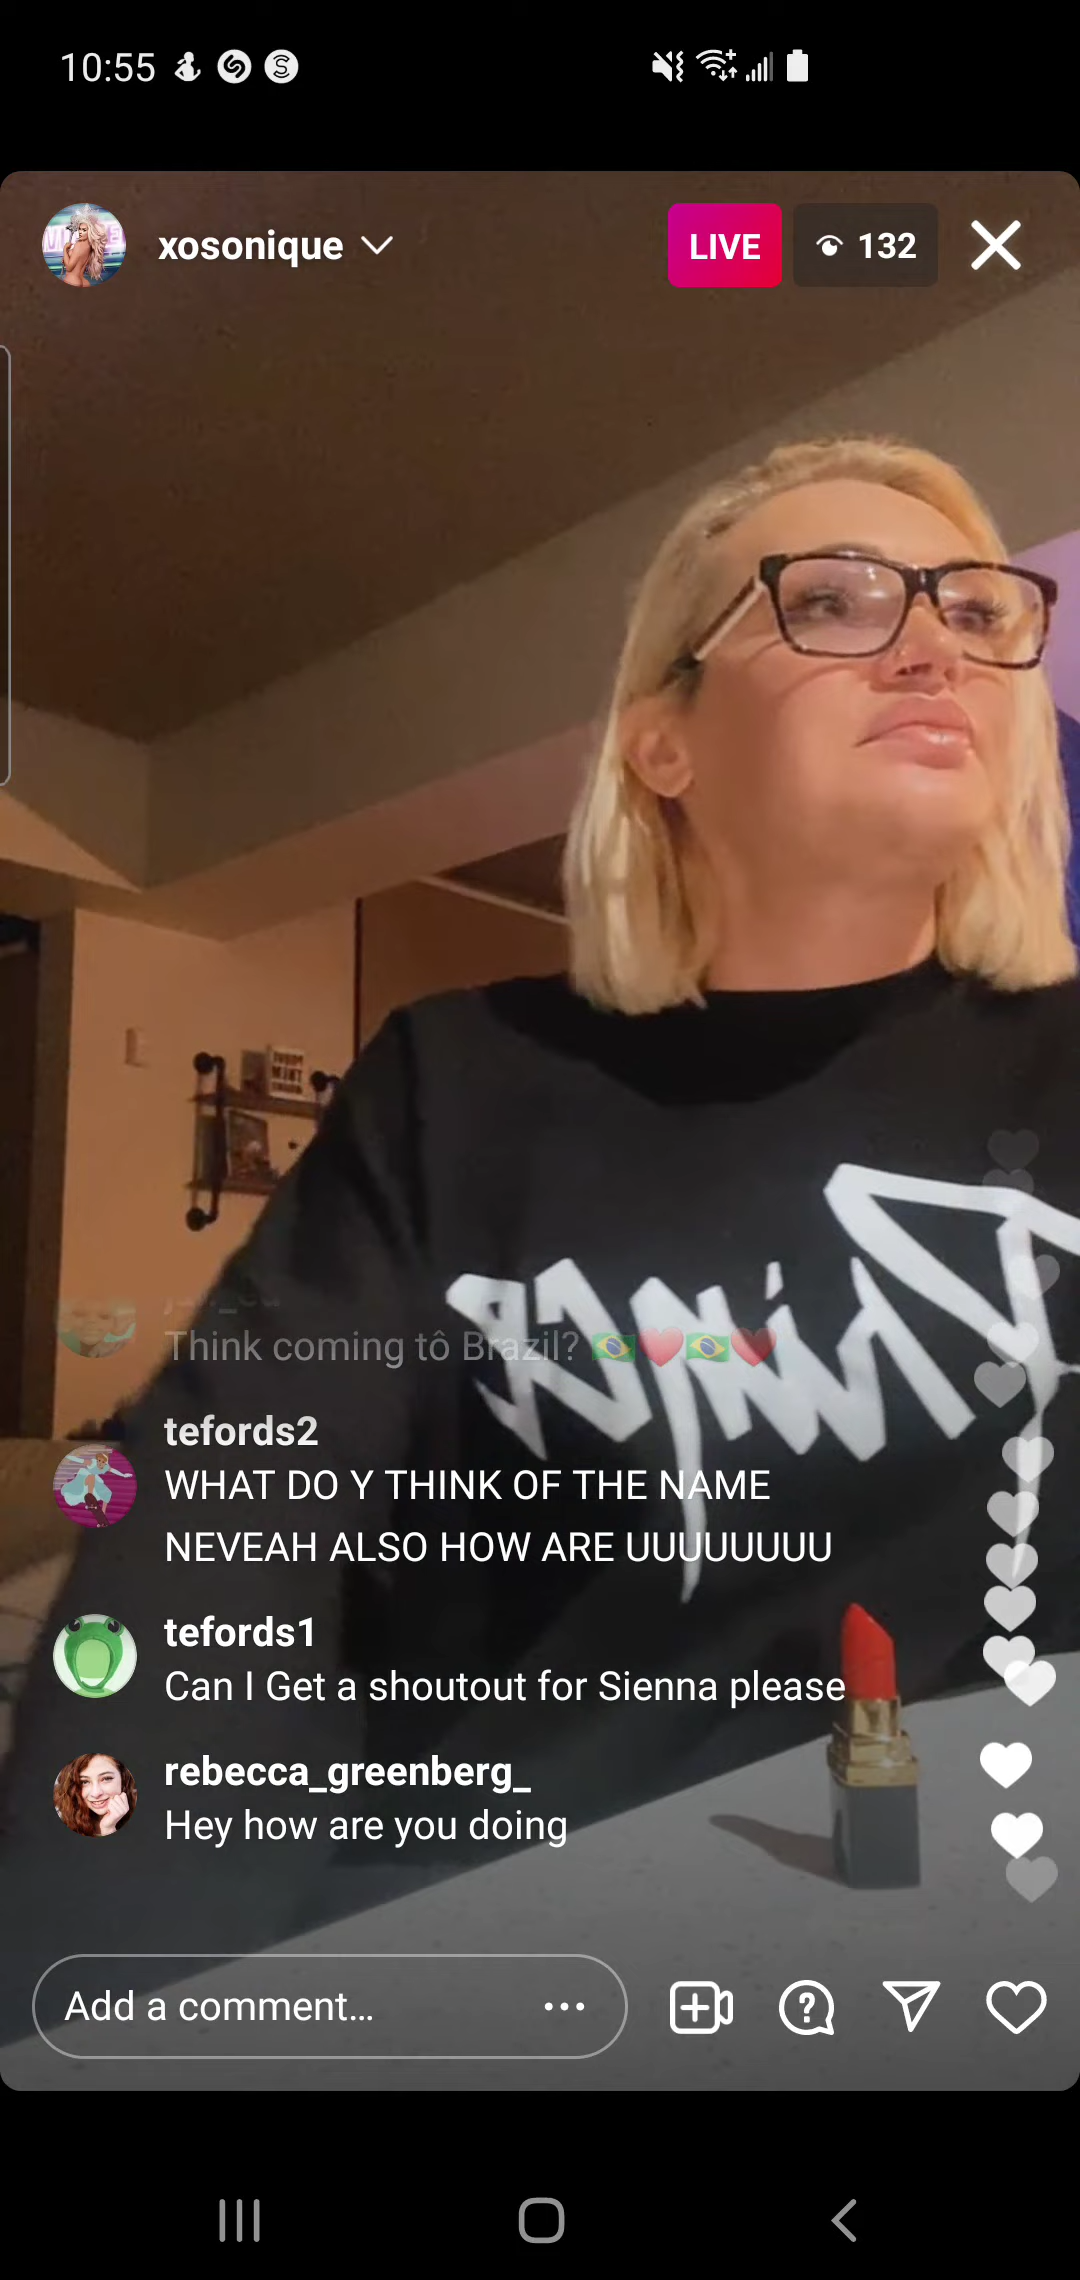 10:55
xosonique
LIVE
132
Think coming tô Brazil? 🇧🇷❤️🇧🇷❤️
tefords2
WHAT DO Y THINK OF THE NAME
NEVEAH ALSO HOW ARE UUUUUUUU
tefords1
Can I Get a shoutout for Sienna please
rebecca_greenberg_
Hey how are you doing
Add a comment...